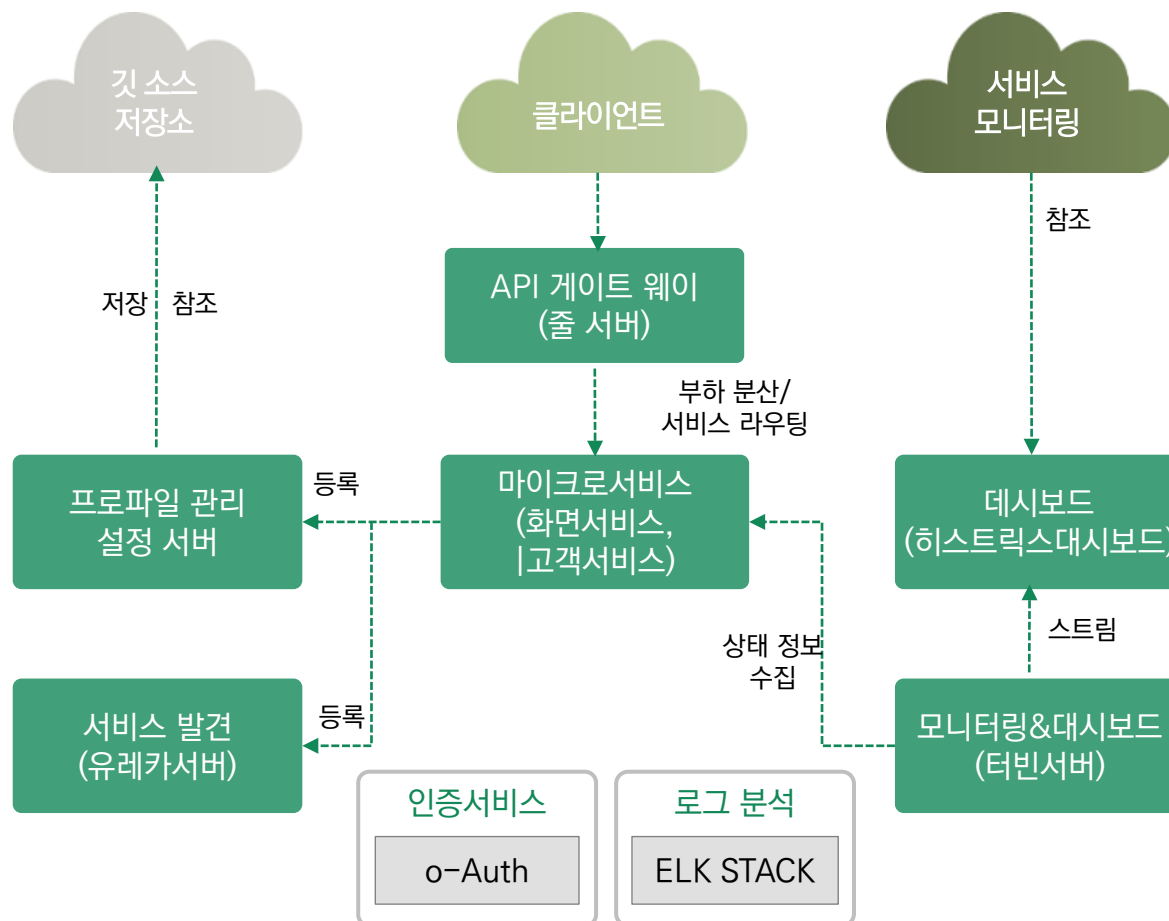 깃 소스
저장소
클라이언트
서비스
모니터링
참조
API 게이트 웨이
(줄 서버)
저장
참조
부하 분산/
서비스 라우팅
프로파일 관리
설정 서버
등록
마이크로서비스
(화면서비스,
|고객서비스)
데시보드
(히스트릭스대시보드)
스트림
상태 정보
수집
서비스 발견
(유레카서버)
등록
모니터링&대시보드
(터빈서버)
인증서비스
o-Auth
로그 분석
ELK STACK